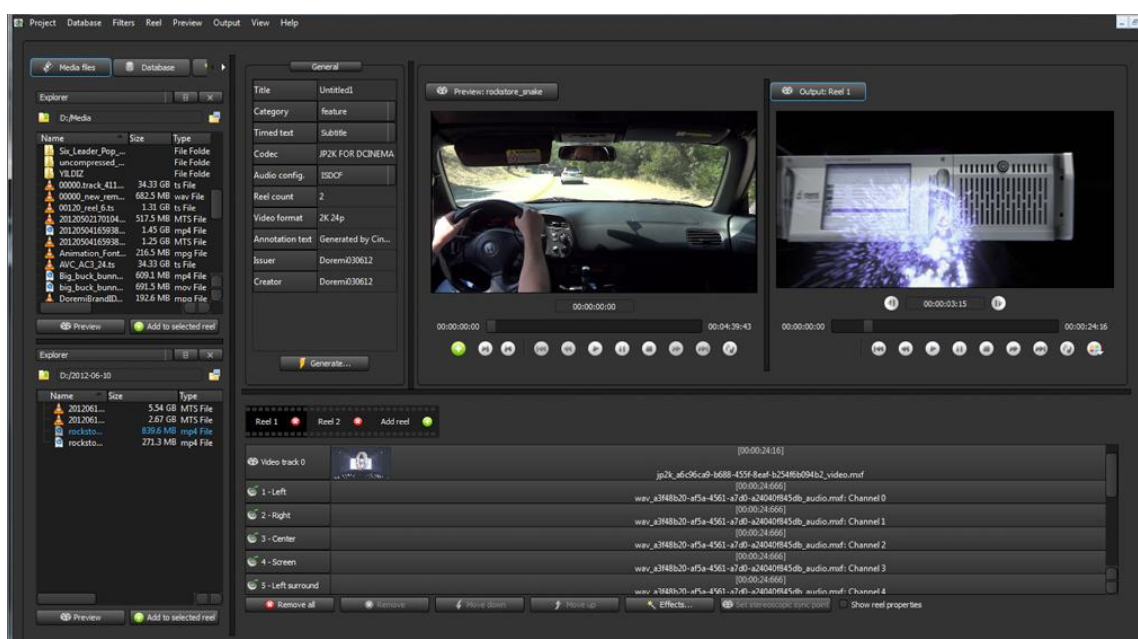 Project Database Filters Reel Preview Output View Help
Media files Database
Explorer
D:/Media
Name Size Type
Six_Leader_Pop_... File Folde
uncompressed_... File Folde
YILDIZ File Folde
00000.track_411... 34.33 GB ts File
00000_new_rem... 682.5 MB wav File
00120_reel_6.ts 1.31 GB ts File
20120502170104... 517.5 MB MTS File
20120504165938... 1.45 GB mp4 File
20120504165938... 1.25 GB MTS File
Animation_Font... 216.5 MB mpg File
AVC_AC3_24.ts 34.33 GB ts File
Big_buck_bunn... 609.1 MB mp4 File
big_buck_bunn... 691.5 MB mov File
DoremiBrandID... 192.6 MB mpg File
Preview Add to selected reel
Explorer
D:/2012-06-10
Name Size Type
2012061... 5.54 GB MTS File
2012061... 2.67 GB MTS File
rocksto... 839.6 MB mp4 File
rocksto... 271.3 MB mp4 File
Preview Add to selected reel
General
Title Untitled1
Category feature
Timed text Subtitle
Codec JP2K FOR DCINEMA
Audio config. ISDCF
Reel count 2
Video format 2K 24p
Annotation text Generated by Cin...
Issuer Doremi030612
Creator Doremi030612
Generate...
Preview: rockstore_snake
00:00:00:00
00:00:00:00 00:04:39:43
Output: Reel 1
00:00:03:15
00:00:00:00 00:00:24:16
Reel 1 Reel 2 Add reel
Video track 0
[00:00:24:16]
jp2k_a6c96ca9-b688-455f-8eaf-b254f6b094b2_video.mxf
1 - Left
[00:00:24:666]
wav_a3f48b20-af5a-4561-a7d0-a24040f845db_audio.mxf: Channel 0
2 - Right
[00:00:24:666]
wav_a3f48b20-af5a-4561-a7d0-a24040f845db_audio.mxf: Channel 1
3 - Center
[00:00:24:666]
wav_a3f48b20-af5a-4561-a7d0-a24040f845db_audio.mxf: Channel 2
4 - Screen
[00:00:24:666]
wav_a3f48b20-af5a-4561-a7d0-a24040f845db_audio.mxf: Channel 3
5 - Left surround
[00:00:24:666]
wav_a3f48b20-af5a-4561-a7d0-a24040f845db_audio.mxf: Channel 4
Remove all Remove Move down Move up Effects... Set stereoscopic sync point Show reel properties